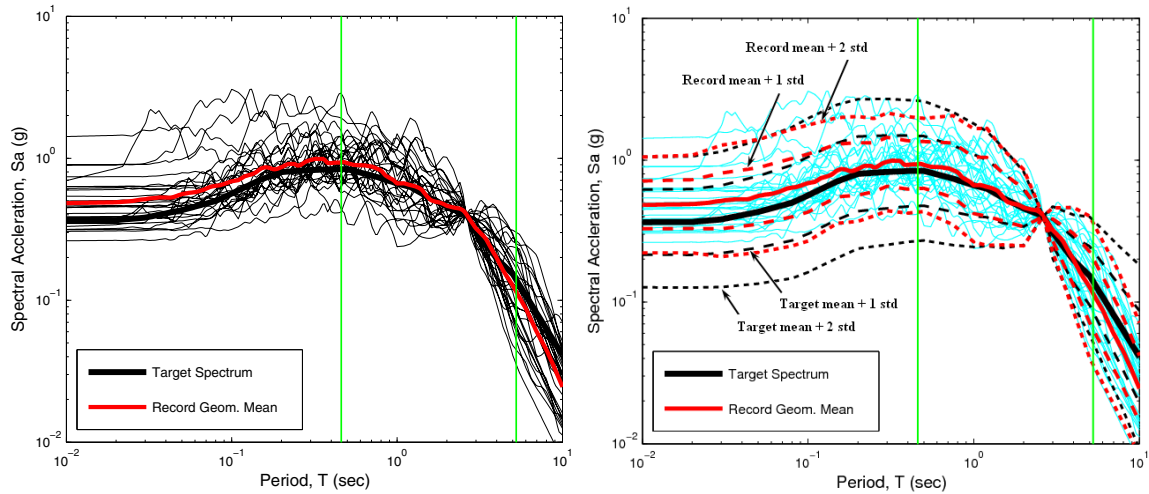 10^1
10^0
10^-1
10^-2
Spectral Accleration, Sa (g)
Target Spectrum
Record Geom. Mean
10^-2
10^-1
10^0
10^1
Period, T (sec)
10^1
10^0
10^-1
10^-2
Spectral Accleration, Sa (g)
Record mean + 2 std
Record mean + 1 std
Target mean + 1 std
Target mean + 2 std
Target Spectrum
Record Geom. Mean
10^-2
10^-1
10^0
10^1
Period, T (sec)